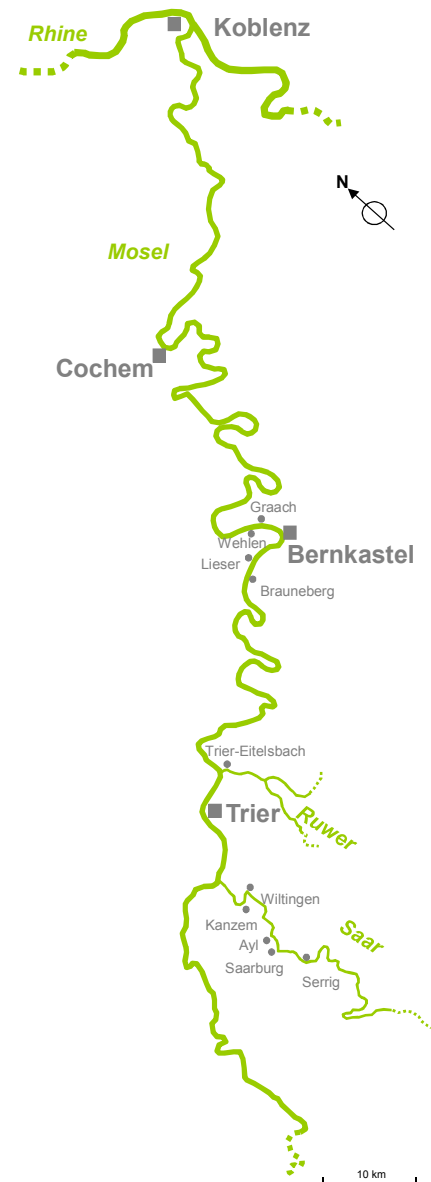 Koblenz
Rhine
N
Mosel
Cochem
Graach
Wehlen
Bernkastel
Lieser
Brauneberg
Trier-Eitelsbach
Trier
Ruwer
Wiltingen
Kanzem
Saar
Ayl
Saarburg
Serrig
10 km